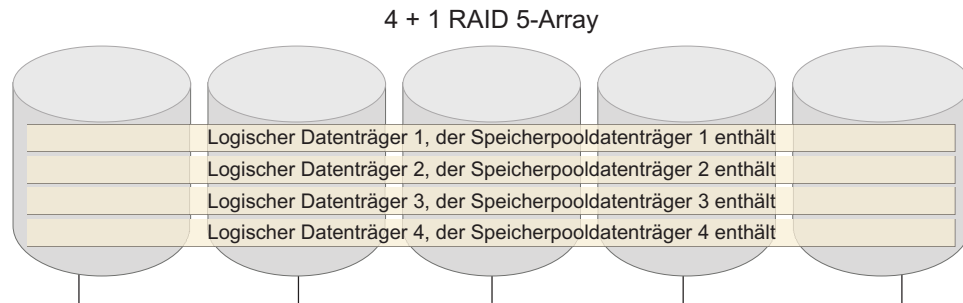 4 + 1 RAID 5-Array
Logischer Datenträger 1, der Speicherpooldatenträger 1 enthält
Logischer Datenträger 2, der Speicherpooldatenträger 2 enthält
Logischer Datenträger 3, der Speicherpooldatenträger 3 enthält
Logischer Datenträger 4, der Speicherpooldatenträger 4 enthält